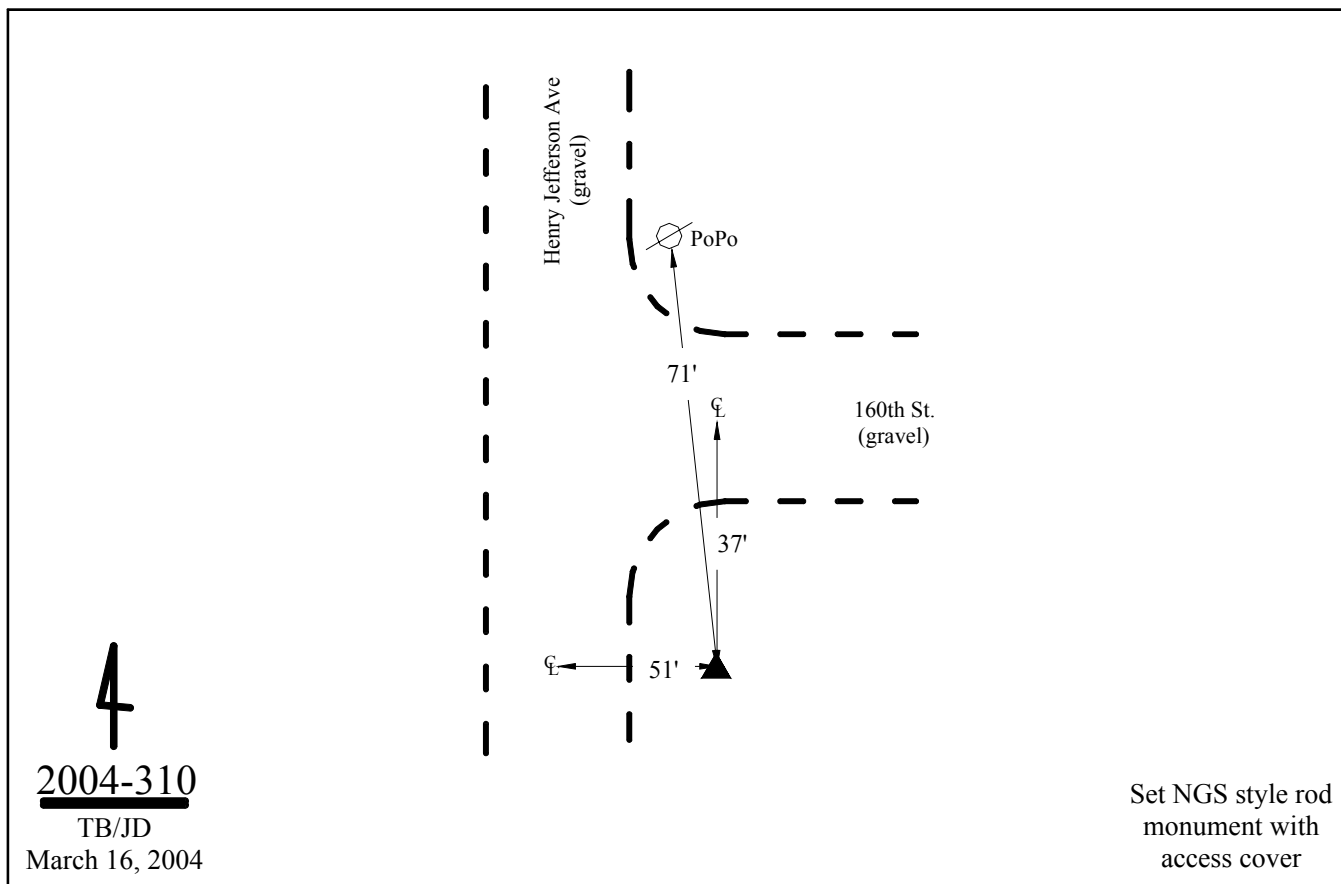 Henry Jefferson Ave
(gravel)
PoPo
71'
℄
160th St.
(gravel)
37'
℄
51'
2004-310
TB/JD
March 16, 2004
Set NGS style rod
monument with
access cover